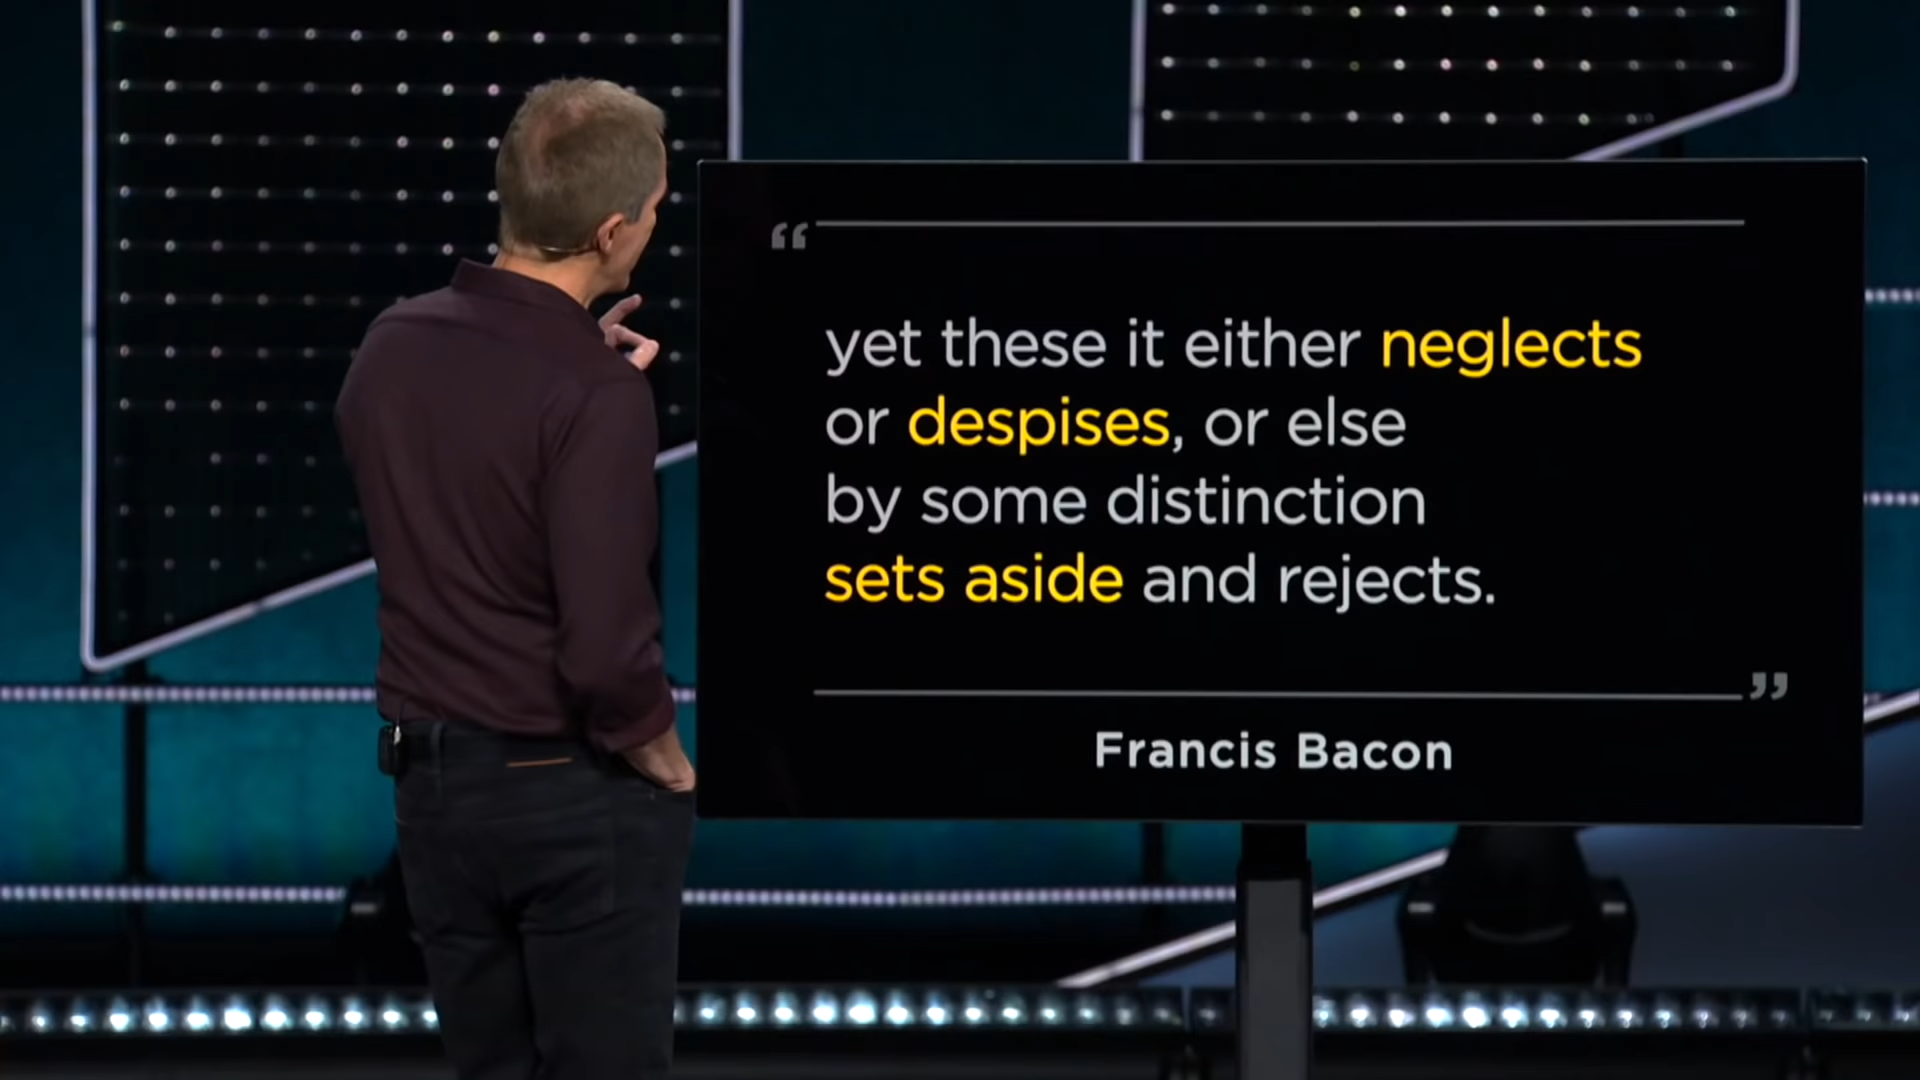 “
yet these it either neglects
or despises, or else
by some distinction
sets aside and rejects.
”
Francis Bacon